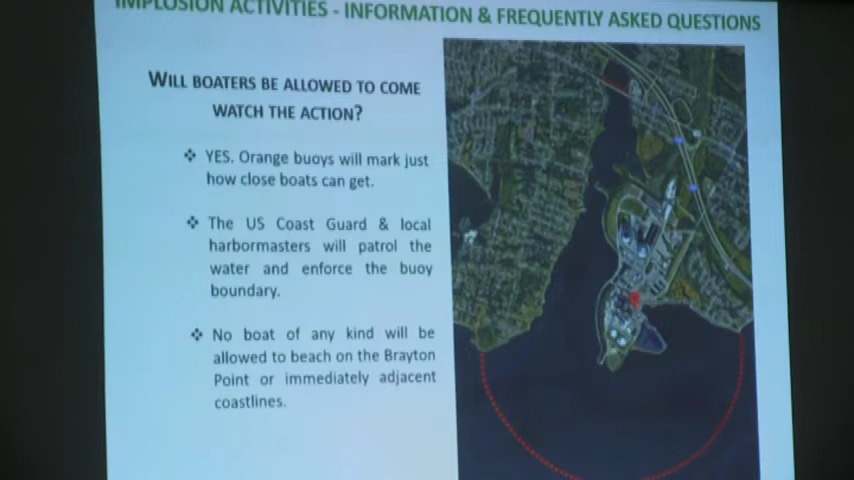 IMPLOSION ACTIVITIES - INFORMATION & FREQUENTLY ASKED QUESTIONS
WILL BOATERS BE ALLOWED TO COME
WATCH THE ACTION?
❖ YES. Orange buoys will mark just
how close boats can get.
❖ The US Coast Guard & local
harbormasters will patrol the
water and enforce the buoy
boundary.
❖ No boat of any kind will be
allowed to beach on the Brayton
Point or immediately adjacent
coastlines.